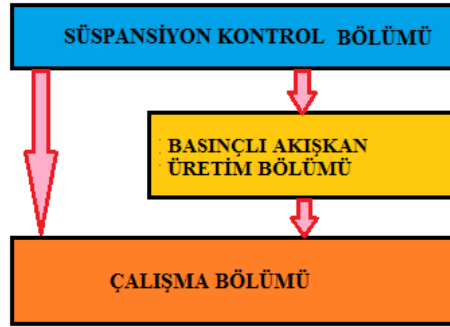 SÜSPANSİYON KONTROL BÖLÜMÜ
BASINÇLI AKIŞKAN
ÜRETİM BÖLÜMÜ
ÇALIŞMA BÖLÜMÜ